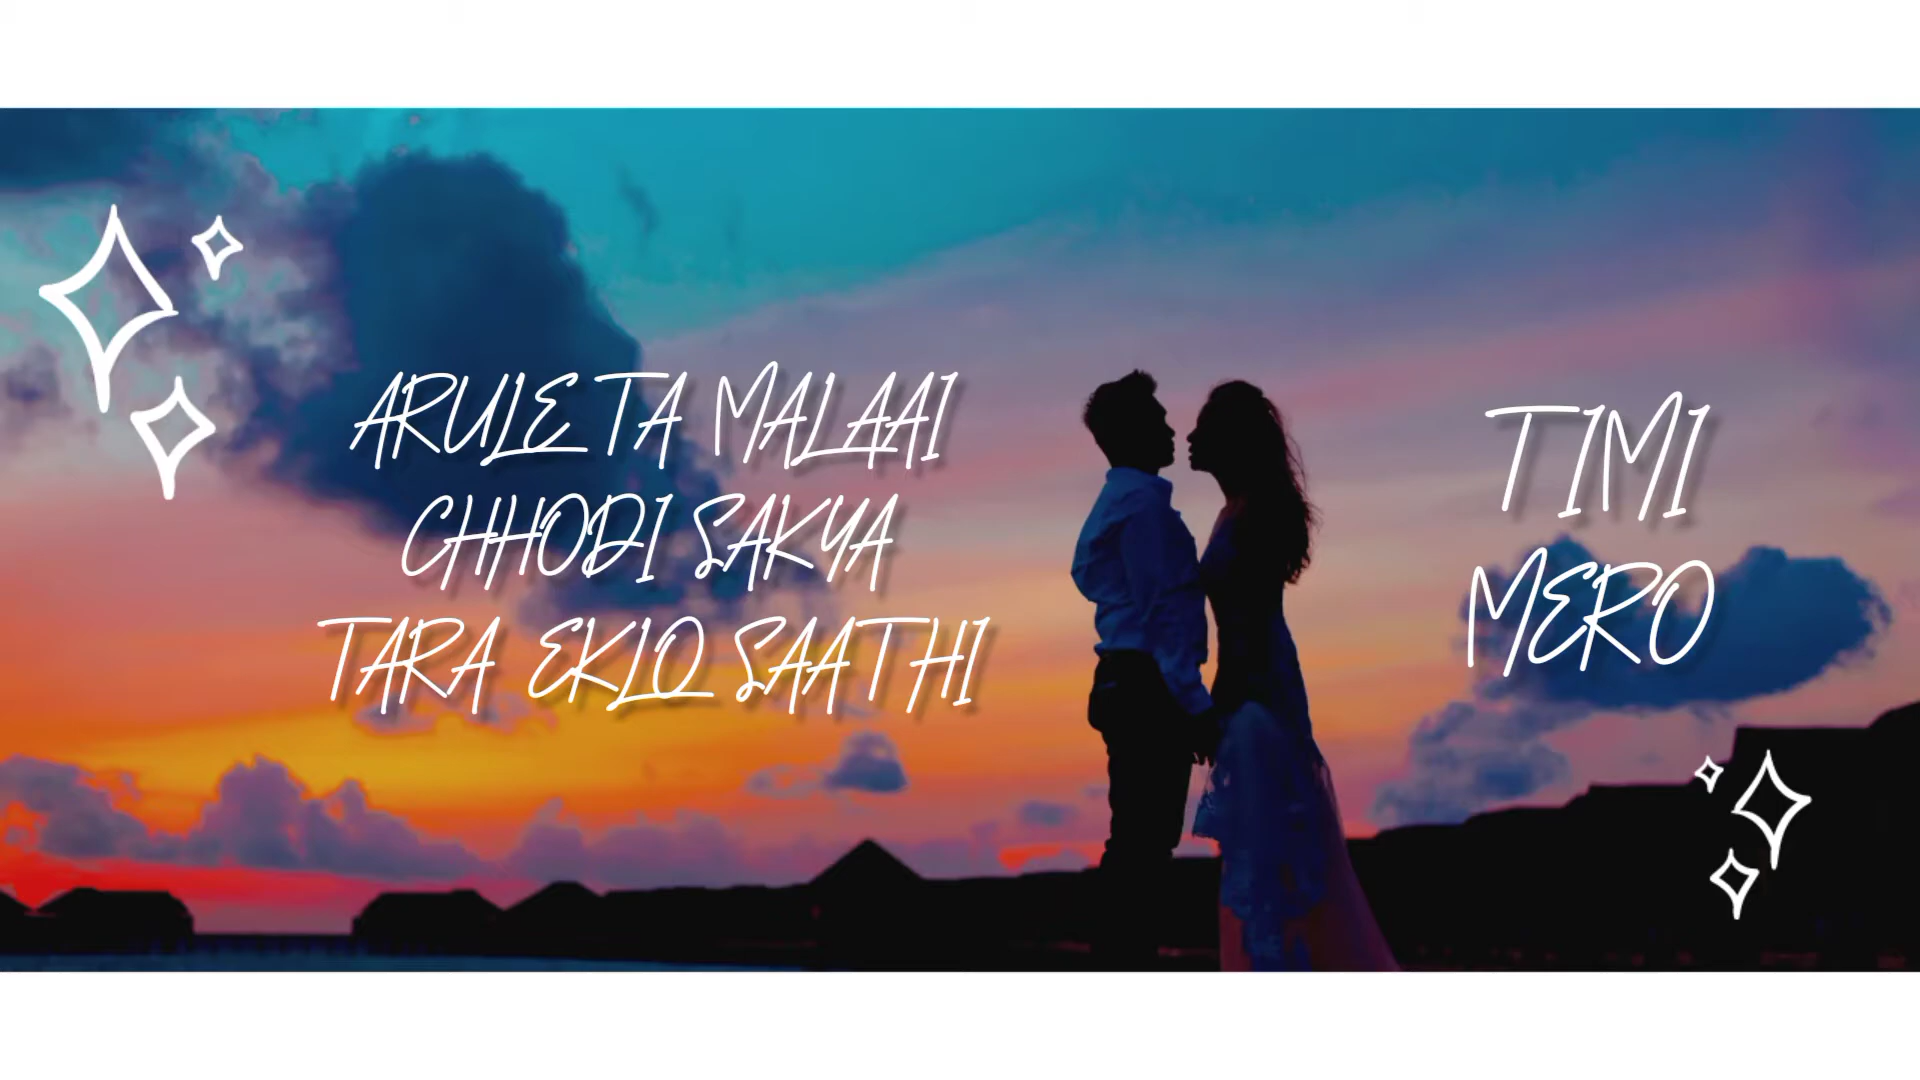 ARULE TA MALAAI
CHHODI SAKYA
TARA EKLO SAATHI
TIMI
MERO